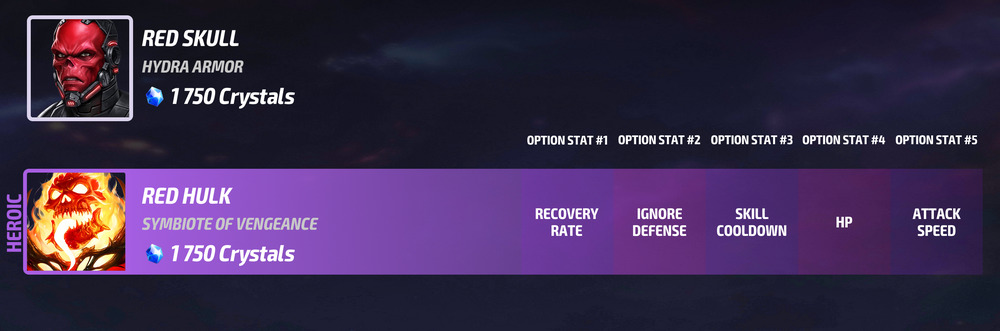 RED SKULL
HYDRA ARMOR
1 750 Crystals
OPTION STAT #1 OPTION STAT #2 OPTION STAT #3 OPTION STAT #4 OPTION STAT #5
HEROIC
RED HULK
SYMBIOTE OF VENGEANCE
1 750 Crystals
RECOVERY
RATE
IGNORE
DEFENSE
SKILL
COOLDOWN
HP
ATTACK
SPEED